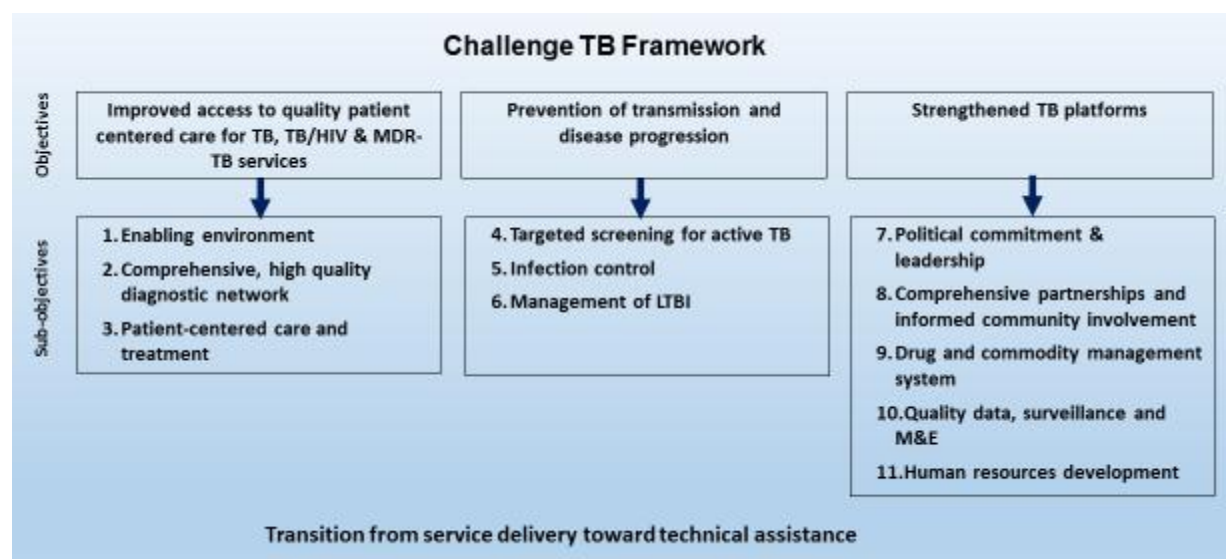 Challenge TB Framework
Objectives
Improved access to quality patient
centered care for TB, TB/HIV & MDR-
TB services
Prevention of transmission and
disease progression
Strengthened TB platforms
Sub-objectives
1. Enabling environment
2. Comprehensive, high quality
diagnostic network
3. Patient-centered care and
treatment
4. Targeted screening for active TB
5. Infection control
6. Management of LTBI
7. Political commitment &
leadership
8. Comprehensive partnerships and
informed community involvement
9. Drug and commodity management
system
10.Quality data, surveillance and
M&E
11.Human resources development
Transition from service delivery toward technical assistance